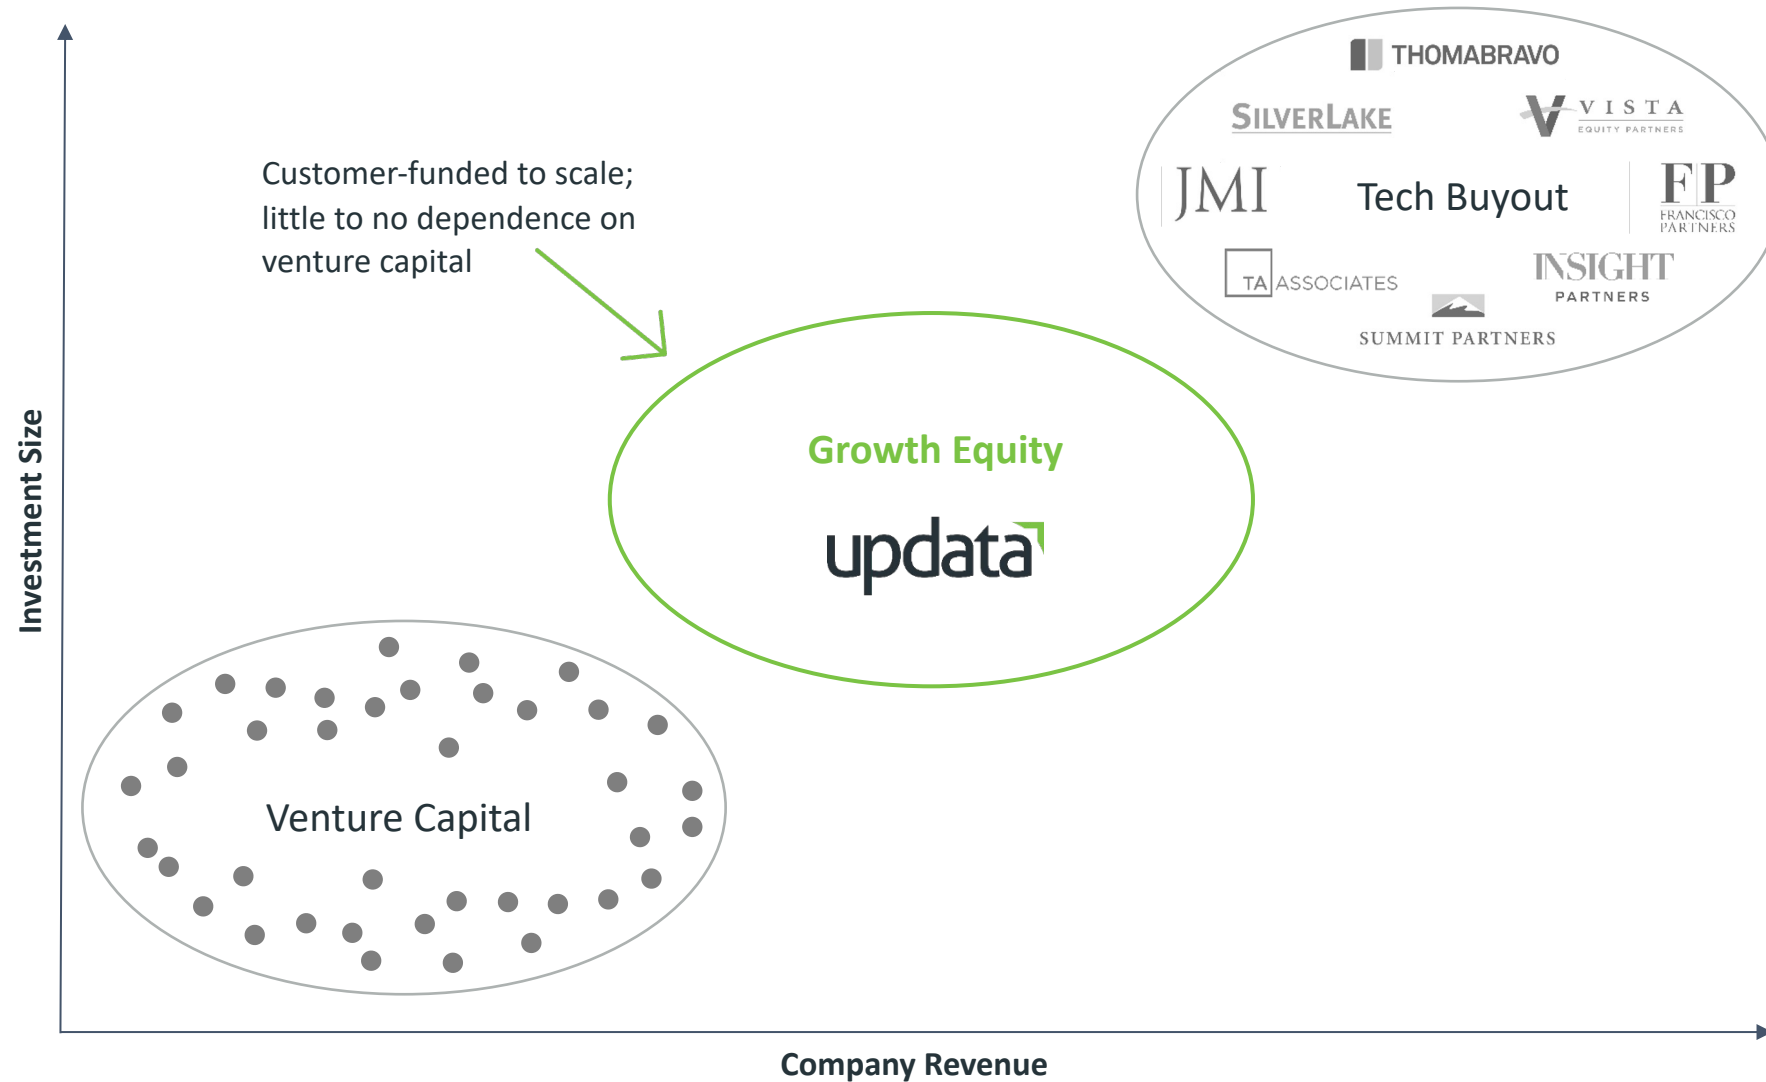 THOMABRAVO
SILVERLAKE
VISTA
EQUITY PARTNERS
Customer-funded to scale;
little to no dependence on
venture capital
JMI
Tech Buyout
FP
FRANCISCO
PARTNERS
TA ASSOCIATES
INSIGHT
PARTNERS
SUMMIT PARTNERS
Investment Size
Growth Equity
updata
Venture Capital
Company Revenue